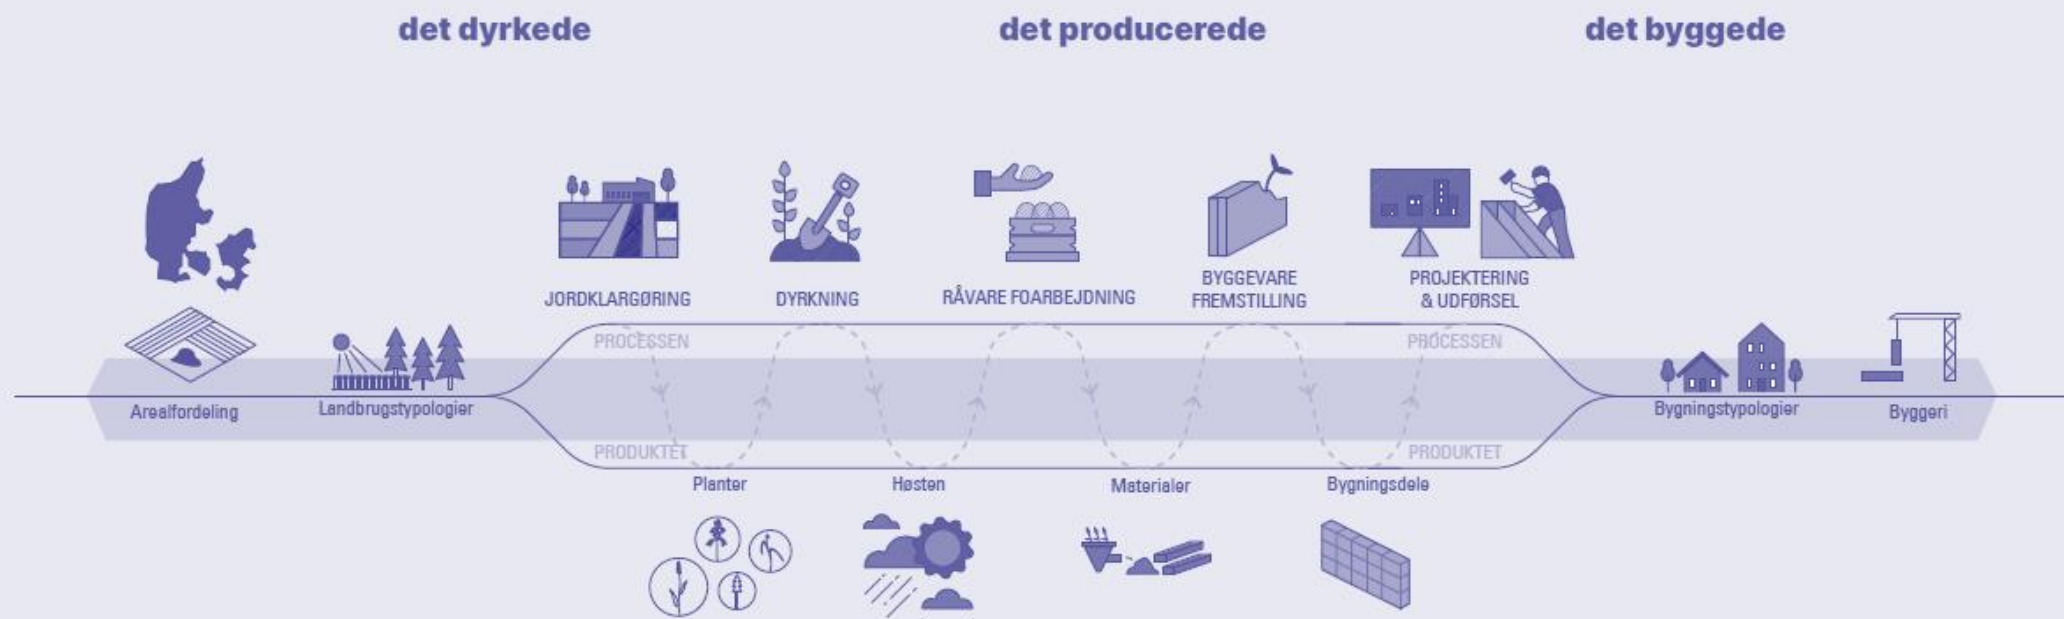 det dyrkede
det producerede
det byggede
JORDKLARGØRING
DYRKNING
RÅVARE FOARBEJDNING
BYGGEVARE
FREMSTILLING
PROJEKTERING
& UDFØRSEL
PROCESSEN
PROCESSEN
Arealfordeling
Landbrugstypologier
Bygningstypologier
Byggeri
PRODUKTET
PRODUKTET
Planter
Høsten
Materialer
Bygningsdele